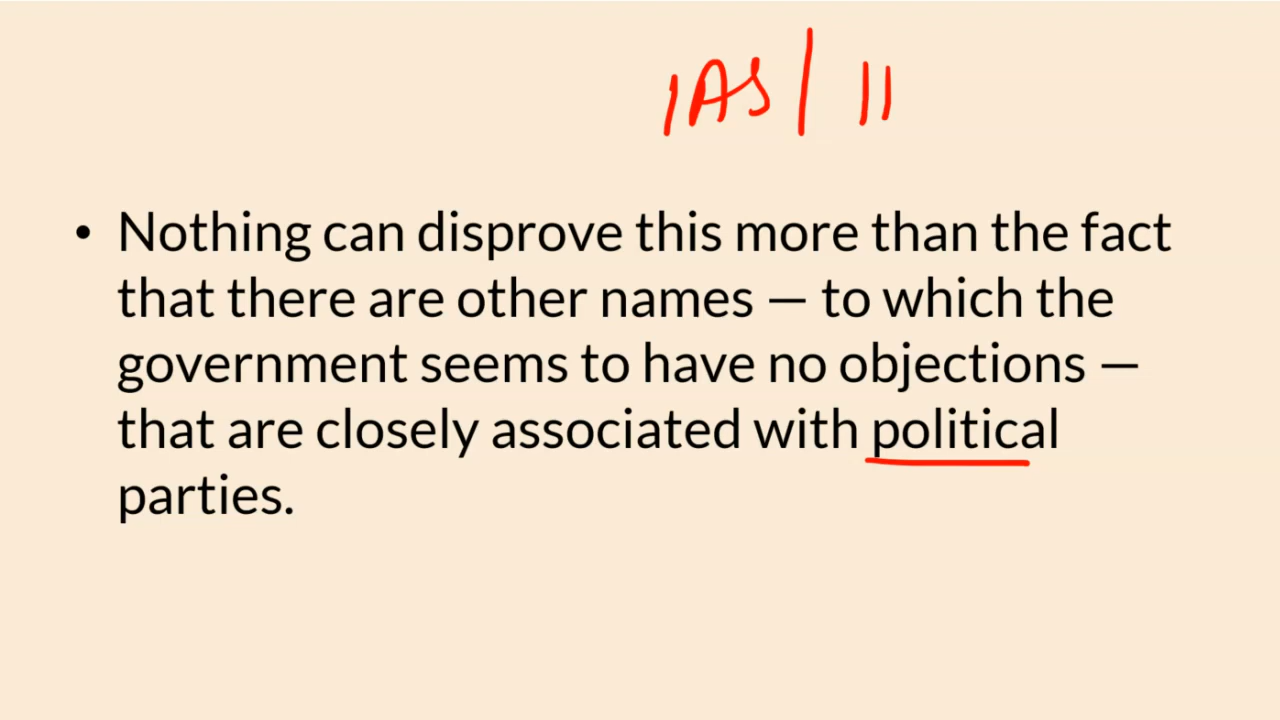 IAS | II
• Nothing can disprove this more than the fact
that there are other names — to which the
government seems to have no objections —
that are closely associated with political
parties.